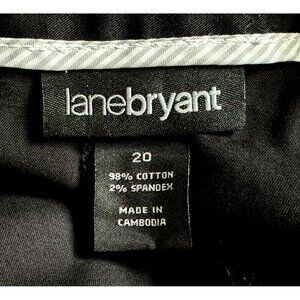 lanebryant
20
98% COTTON
2% SPANDEX
MADE IN
CAMBODIA